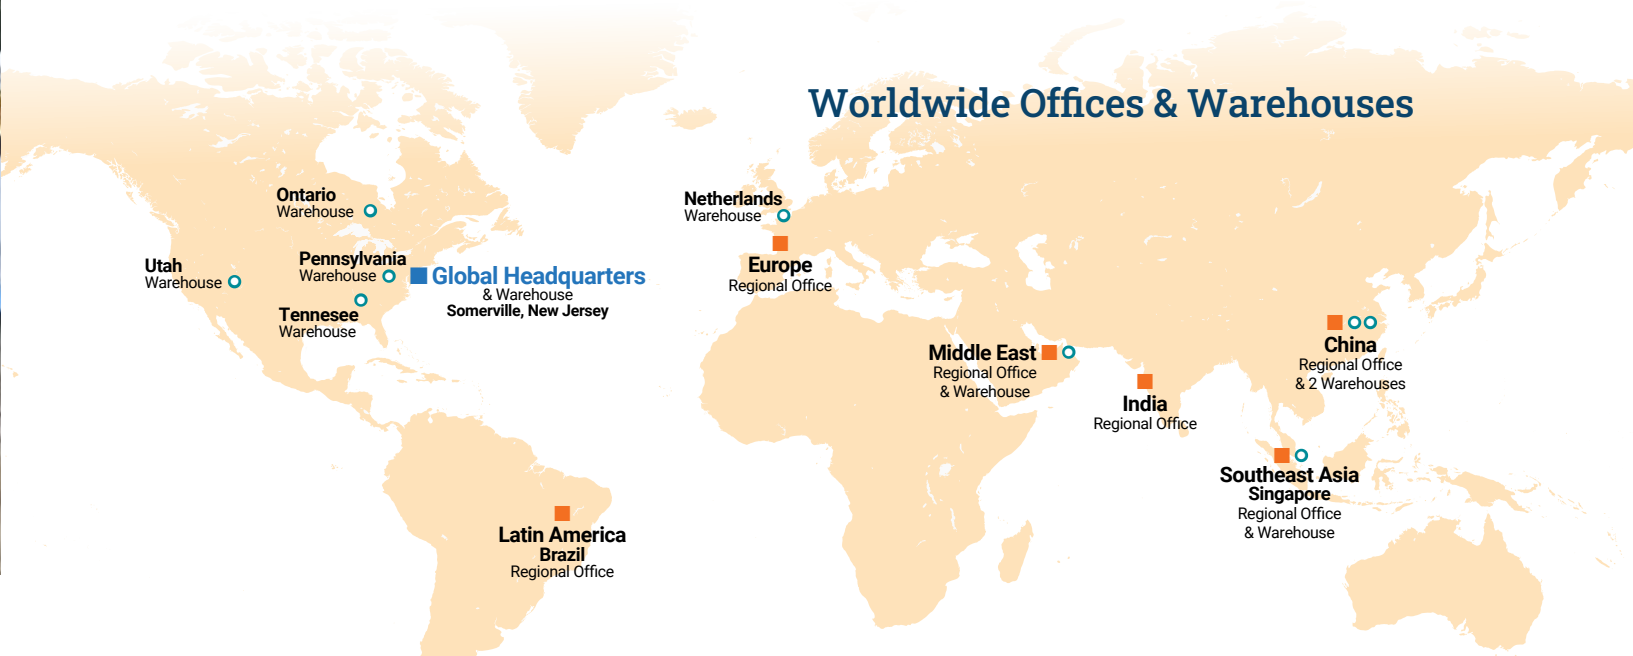 Worldwide Offices & Warehouses
Ontario
Warehouse
Utah
Warehouse
Pennsylvania
Warehouse
Global Headquarters
& Warehouse
Somerville, New Jersey
Tennesee
Warehouse
Netherlands
Warehouse
Europe
Regional Office
Middle East
Regional Office
& Warehouse
India
Regional Office
China
Regional Office
& 2 Warehouses
Southeast Asia
Singapore
Regional Office
& Warehouse
Latin America
Brazil
Regional Office